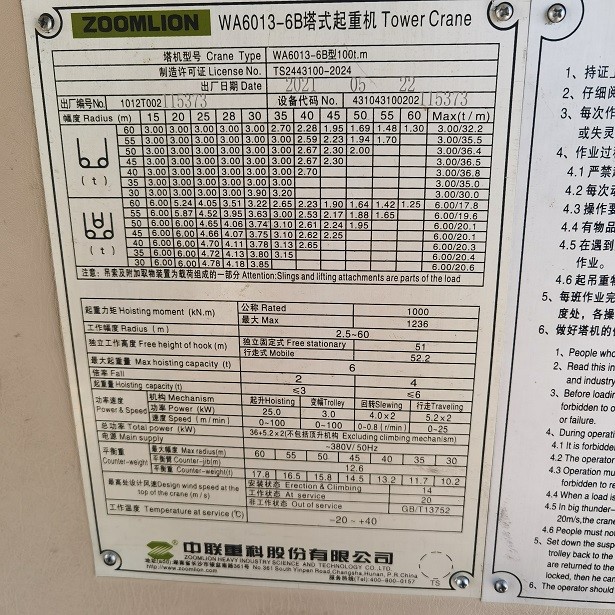 ZOOMLION WA6013-6B塔式起重机 Tower Crane
塔机型号 Crane Type WA6013-6B型100t.m
制造许可证 License No. TS2443100-2024
出厂日期 Date 2021 05 22
出厂编号No. 1012T002 115373 设备代码 No. 431043100202 115373
幅度 Radius (m) 15 20 25 27 30 35 40 45 50 55 60 Max(t/m)
60 3.00 3.00 3.00 3.00 3.00 2.70 2.28 1.95 1.69 1.48 1.30 3.00/32.2
55 3.00 3.00 3.00 3.00 3.00 3.00 2.59 2.23 1.94 1.70 3.00/35.5
50 3.00 3.00 3.00 3.00 3.00 3.00 2.67 2.30 2.00 3.00/36.4
45 3.00 3.00 3.00 3.00 3.00 3.00 2.67 2.30 3.00/36.5
40 3.00 3.00 3.00 3.00 3.00 3.00 2.70 3.00/36.8
35 3.00 3.00 3.00 3.00 3.00 3.00 3.00/35.0
30 3.00 3.00 3.00 3.00/30.0
(t)
60 6.00 5.24 4.05 3.51 3.22 2.65 2.23 1.90 1.64 1.42 1.25 6.00/17.8
55 6.00 5.87 4.52 3.95 3.63 3.00 2.53 2.17 1.88 1.65 6.00/19.6
50 6.00 6.00 4.65 4.06 3.74 3.10 2.61 2.24 1.95 6.00/20.1
45 6.00 6.00 4.66 4.07 3.75 3.10 2.62 2.25 6.00/20.1
40 6.00 6.00 4.70 4.11 3.78 3.13 2.65 6.00/20.3
35 6.00 6.00 4.72 4.13 3.80 3.15 6.00/20.4
30 6.00 6.00 4.78 4.18 3.85 6.00/20.6
(t)
注意：吊索及附加取物装置为载荷组成的一部分 Attention:Slings and lifting attachments are parts of the load
起重力矩 Hoisting moment (kN.m) 公称 Rated 1000
最大 Max 1236
工作幅度 Radius (m) 2.5~60
独立工作高度 Free height of hook (m) 独立固定式 Free stationary 51
行走式 Mobile 52.2
最大起重量 Max hoisting capacity (t) 6
倍率 Fall 2 4
起重量 Hoisting capacity (t) ≤3 ≤6
功率速度 Power & Speed 机构 Mechanism 起升Hoisting 变幅Trolley 回转Slewing 行走Traveling
功率 Power (kW) 25.0 3.0 4.0×2 5.2×2
速度 Speed (m/min) 0~100 0~100 0~0.8 (r/min) 0~25
总功率 Total power (kW) 36+5.2×2(不包括顶升机构 Excluding climbing mechanism)
电源 Main supply ~380V/50Hz
平衡重 Counter-weight 最大幅度 Max radius(m) 60 55 50 45 40 35 30
平衡臂 Counter-jib(m) 12.6
平衡重 Counter-weight(t) 17.8 16.5 15.8 14.5 13.2 11.7 10.2
最高处设计风速Design wind speed at the top of the crane (m/s) 安装状态 Erection & Climbing 14
工作状态 At service 20
非工作状态 Out of service GB/T13752
工作温度 Temperature at service (℃) -20 ~ +40
中联重科股份有限公司
ZOOMLION HEAVY INDUSTRY SCIENCE AND TECHNOLOGY CO.,LTD.
http://www.zoomlion.com
服务热线(Tel):400-800-0157
TS
1、持证上
2、仔细阅
3、每次作
或失灵
4、作业过
4.1 严禁
4.2 每次
4.3 操作
4.4 有物品
4.5 在遇到
作业。
4.6 起吊重物
5、每班作业完
度处，各操
6、做好塔机的
1、People who
2、Read this in
and industry
3、Before loadin
forbidden to
or failure.
4、During operati
4.1 It is forbidden
4.2 The operator
4.3 Operation mu
forbidden to re
4.4 When a load is
4.5 In big thunder-
20m/s,the crane
4.6 People must no
5、Set down the susp
trolley back to the
are returned to the
locked, then he can
6、The operator should